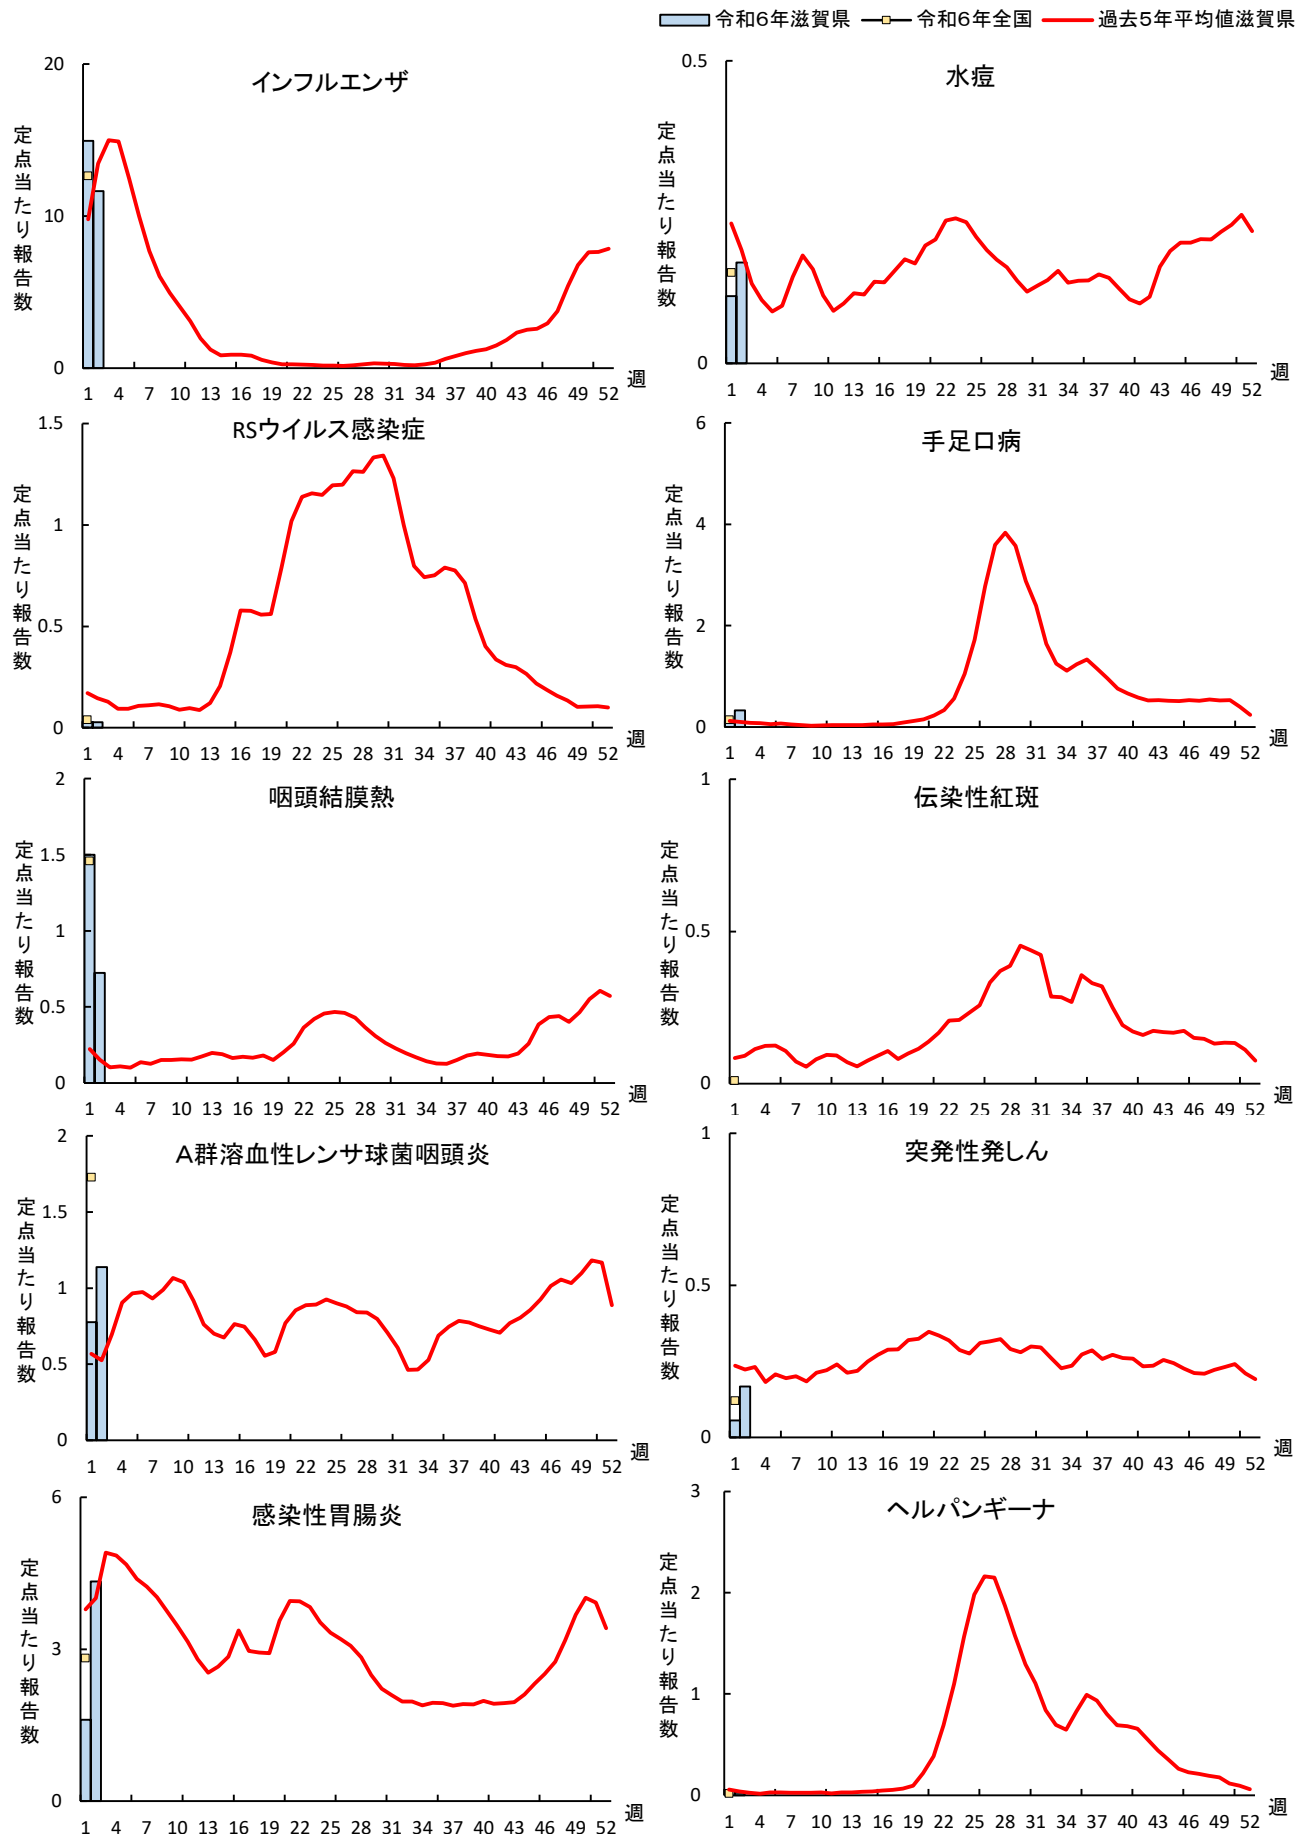 令和6年滋賀県 令和6年全国 過去5年平均値滋賀県
インフルエンザ
定点当たり報告数
20
10
0
1 4 7 10 13 16 19 22 25 28 31 34 37 40 43 46 49 52
週
水痘
定点当たり報告数
0.5
0
1 4 7 10 13 16 19 22 25 28 31 34 37 40 43 46 49 52
週
RSウイルス感染症
定点当たり報告数
1.5
1
0.5
0
1 4 7 10 13 16 19 22 25 28 31 34 37 40 43 46 49 52
週
手足口病
定点当たり報告数
6
4
2
0
1 4 7 10 13 16 19 22 25 28 31 34 37 40 43 46 49 52
週
咽頭結膜熱
定点当たり報告数
2
1.5
1
0.5
0
1 4 7 10 13 16 19 22 25 28 31 34 37 40 43 46 49 52
週
伝染性紅斑
定点当たり報告数
1
0.5
0
1 4 7 10 13 16 19 22 25 28 31 34 37 40 43 46 49 52
週
A群溶血性レンサ球菌咽頭炎
定点当たり報告数
2
1.5
1
0.5
0
1 4 7 10 13 16 19 22 25 28 31 34 37 40 43 46 49 52
週
突発性発しん
定点当たり報告数
1
0.5
0
1 4 7 10 13 16 19 22 25 28 31 34 37 40 43 46 49 52
週
感染性胃腸炎
定点当たり報告数
6
3
0
1 4 7 10 13 16 19 22 25 28 31 34 37 40 43 46 49 52
週
ヘルパンギーナ
定点当たり報告数
3
2
1
0
1 4 7 10 13 16 19 22 25 28 31 34 37 40 43 46 49 52
週